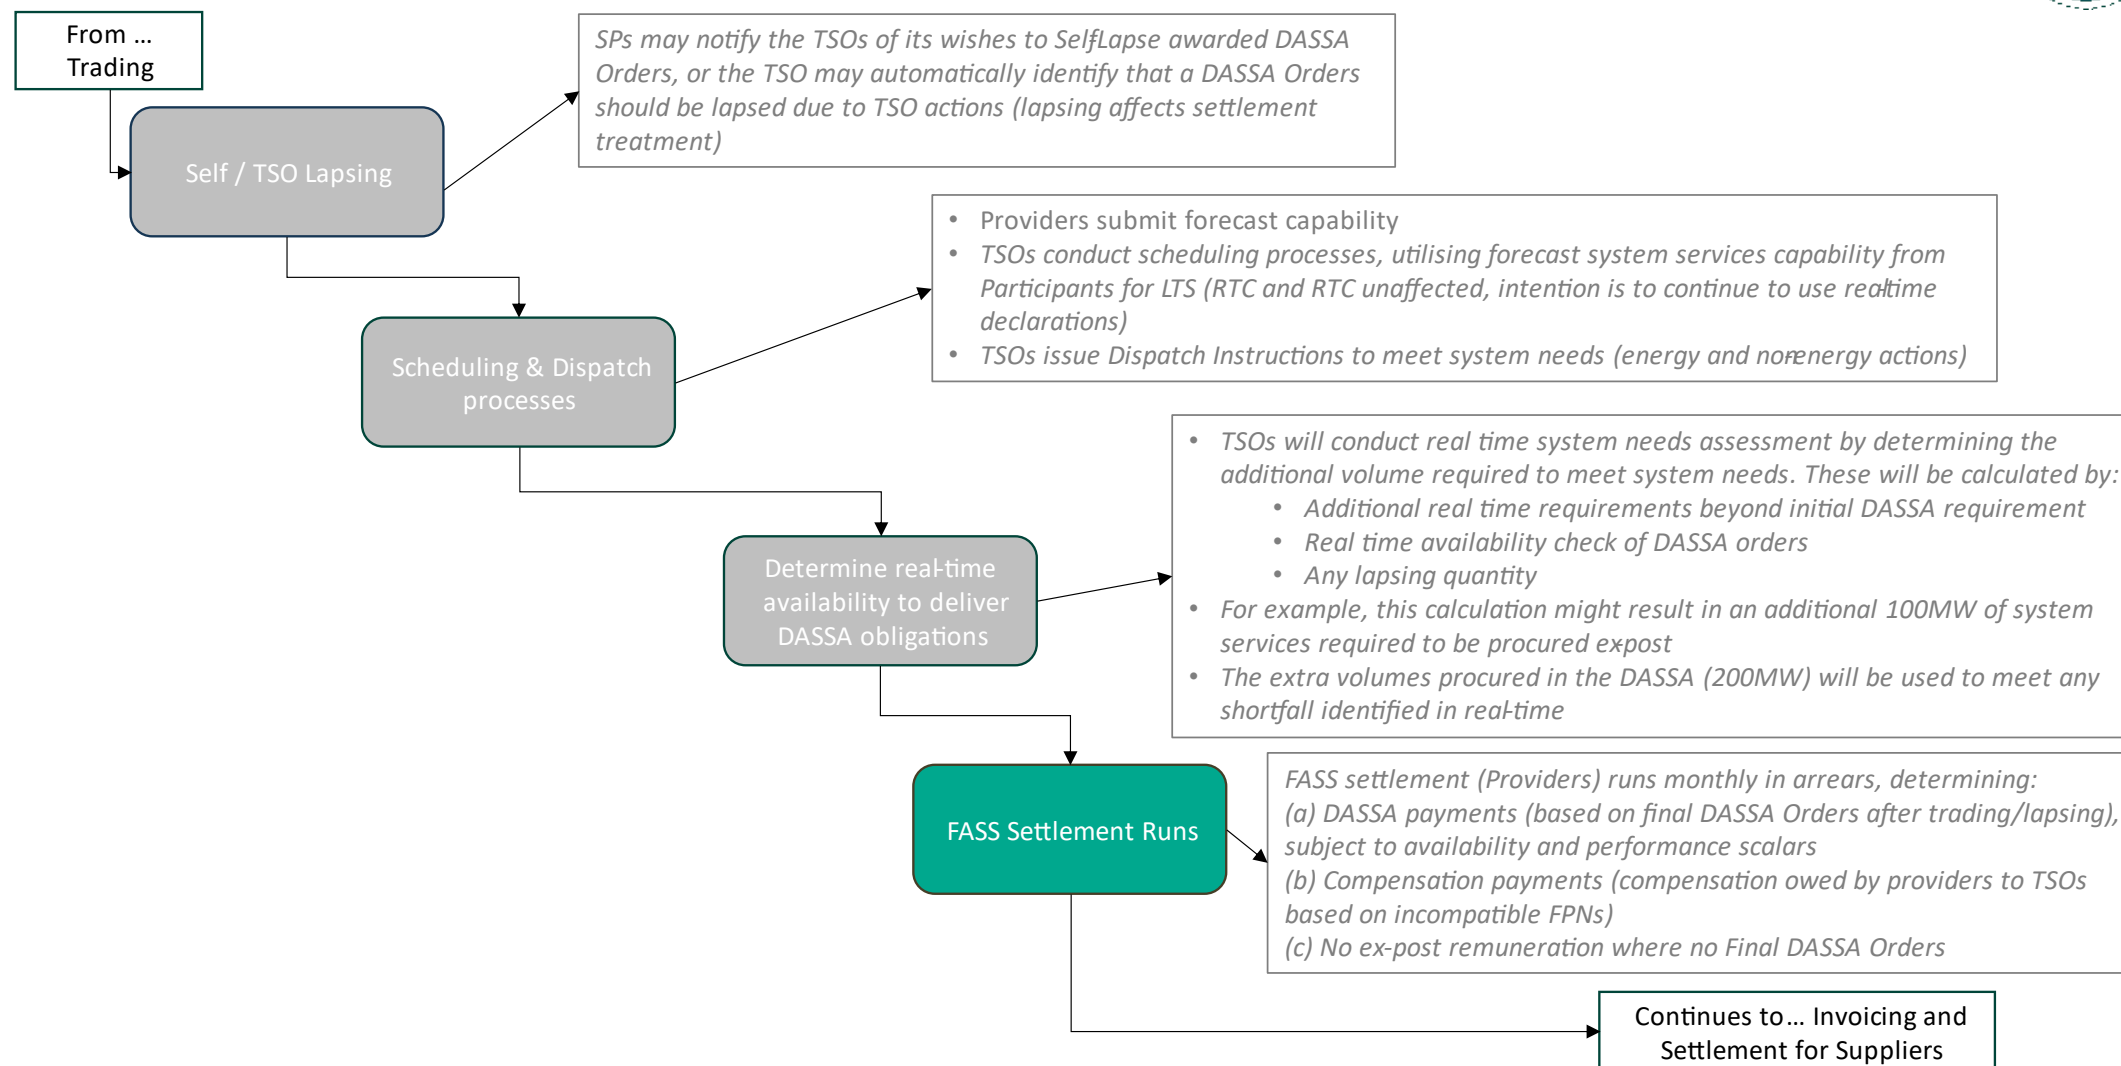 From ...
Trading
SPs may notify the TSOs of its wishes to Self-Lapse awarded DASSA
Orders, or the TSO may automatically identify that a DASSA Orders
should be lapsed due to TSO actions (lapsing affects settlement
treatment)
Self / TSO Lapsing
• Providers submit forecast capability
• TSOs conduct scheduling processes, utilising forecast system services capability from
Participants for LTS (RTC and RTC unaffected, intention is to continue to use real-time
declarations)
• TSOs issue Dispatch Instructions to meet system needs (energy and non-energy actions)
Scheduling & Dispatch
processes
• TSOs will conduct real time system needs assessment by determining the
additional volume required to meet system needs. These will be calculated by:
• Additional real time requirements beyond initial DASSA requirement
• Real time availability check of DASSA orders
• Any lapsing quantity
• For example, this calculation might result in an additional 100MW of system
services required to be procured ex-post
• The extra volumes procured in the DASSA (200MW) will be used to meet any
shortfall identified in real-time
Determine real-time
availability to deliver
DASSA obligations
FASS settlement (Providers) runs monthly in arrears, determining:
(a) DASSA payments (based on final DASSA Orders after trading/lapsing),
subject to availability and performance scalars
(b) Compensation payments (compensation owed by providers to TSOs
based on incompatible FPNs)
(c) No ex-post remuneration where no Final DASSA Orders
FASS Settlement Runs
Continues to... Invoicing and
Settlement for Suppliers